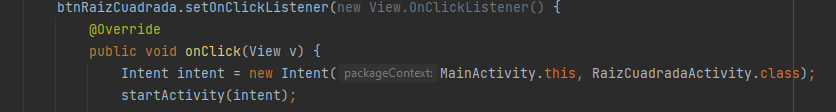 btnRaizCuadrada.setOnClickListener(new View.OnClickListener() {
@Override
public void onClick(View v) {
Intent intent = new Intent( packageContext: MainActivity.this, RaizCuadradaActivity.class);
startActivity(intent);